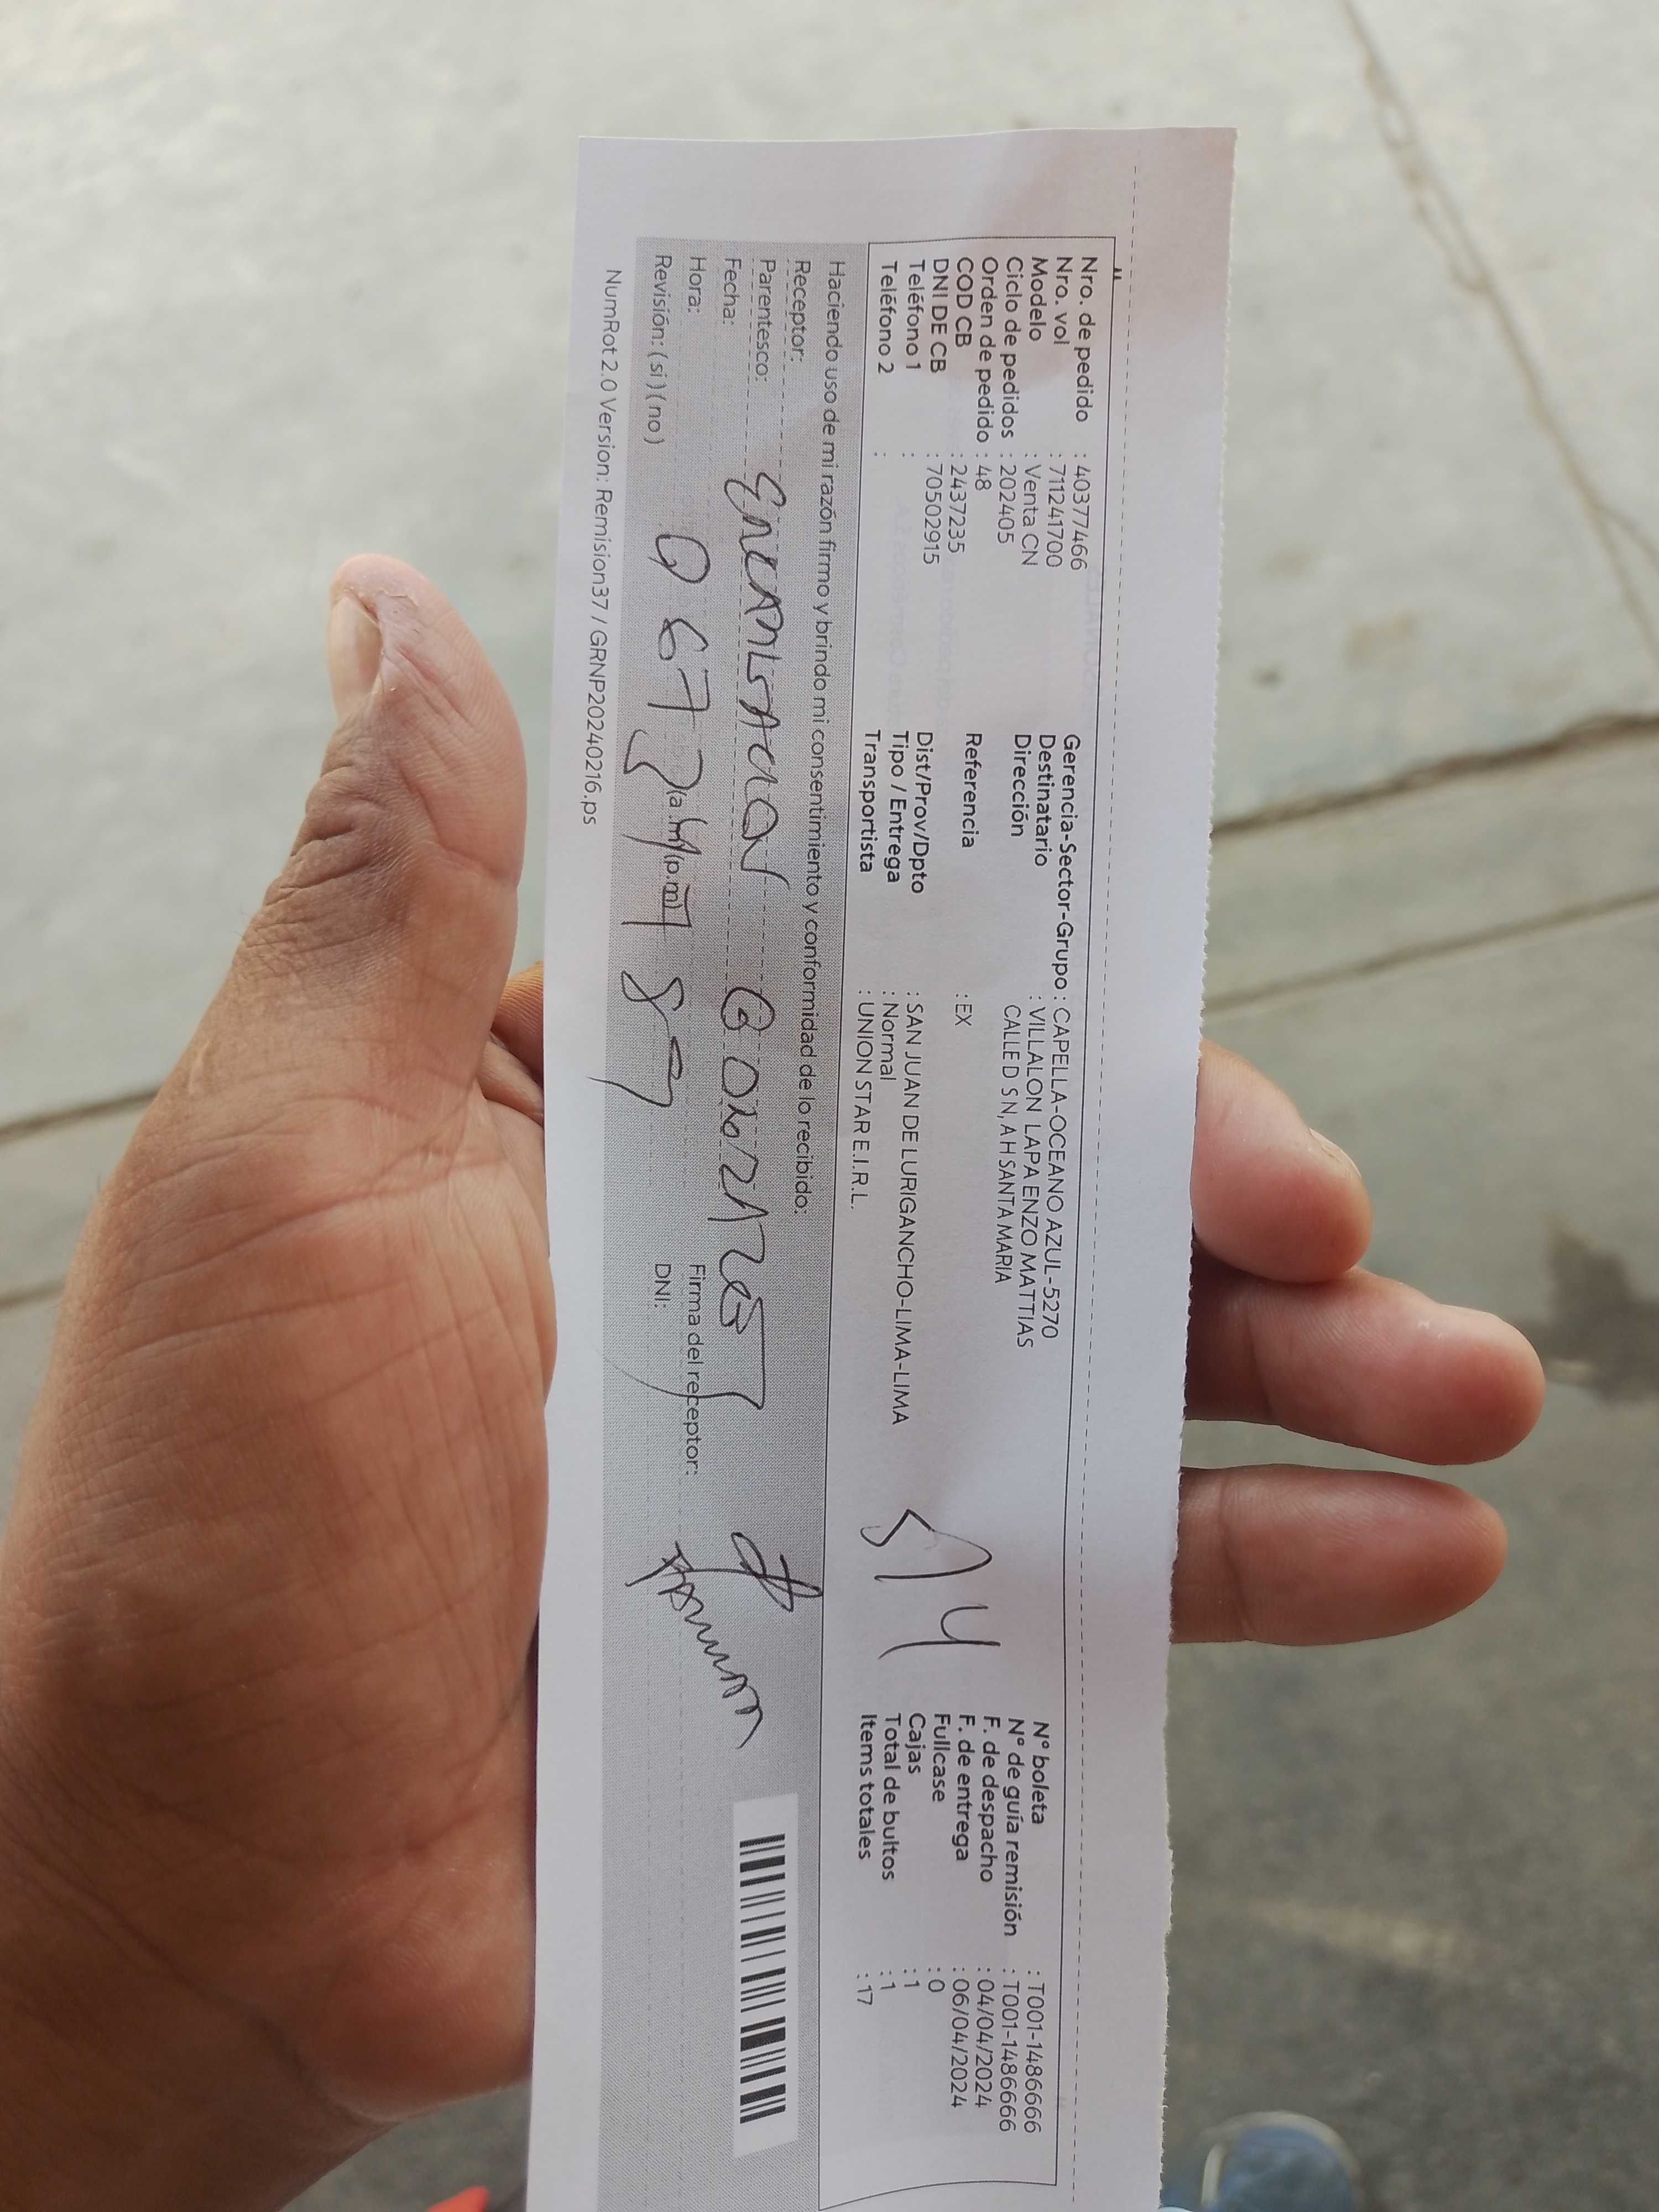 Nro. de pedido : 40377466
Nro. vol : 711241700
Modelo : Venta CN
Ciclo de pedidos : 202405
Orden de pedido : 48
COD CB : 2437235
DNI DE CB : 70502915
Teléfono 1 :
Teléfono 2 :
Gerencia-Sector-Grupo : CAPELLA-OCEANO AZUL-5270
Destinatario : VILLALON LAPA ENZO MATTIAS
Dirección CALLE D SN, A H SANTA MARIA
Referencia : EX
Dist/Prov/Dpto : SAN JUAN DE LURIGANCHO-LIMA-LIMA
Tipo / Entrega : Normal
Transportista : UNION STAR E.I.R.L.
N° boleta : T001-1486666
N° de guía remisión : T001-1486666
F. de despacho : 04/04/2024
F. de entrega : 06/04/2024
Fullcase : 0
Cajas : 1
Total de bultos : 1
Items totales : 17
Haciendo uso de mi razón firmo y brindo mi consentimiento y conformidad de lo recibido:
Receptor:
Parentesco:
Fecha:
Hora: (a.m) (p.m)
Revisión: (si) (no)
Firma del receptor:
DNI:
NumRot 2.0 Version: Remision37 / GRNP20240216.ps